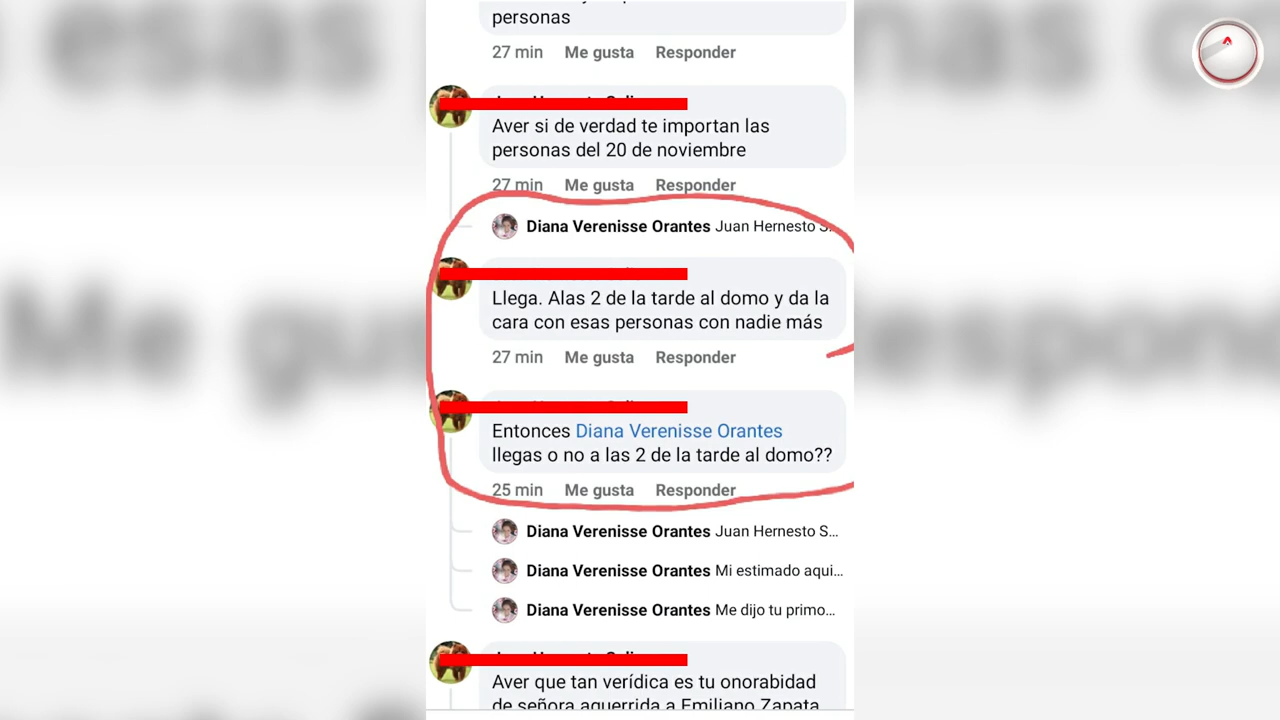 personas
27 min Me gusta Responder
Aver si de verdad te importan las
personas del 20 de noviembre
27 min Me gusta Responder
Diana Verenisse Orantes Juan Hernesto S...
Llega. Alas 2 de la tarde al domo y da la
cara con esas personas con nadie más
27 min Me gusta Responder
Entonces Diana Verenisse Orantes
llegas o no a las 2 de la tarde al domo??
25 min Me gusta Responder
Diana Verenisse Orantes Juan Hernesto S...
Diana Verenisse Orantes Mi estimado aqui...
Diana Verenisse Orantes Me dijo tu primo...
Aver que tan verídica es tu onorabidad
de señora aguerrida a Emiliano Zapata